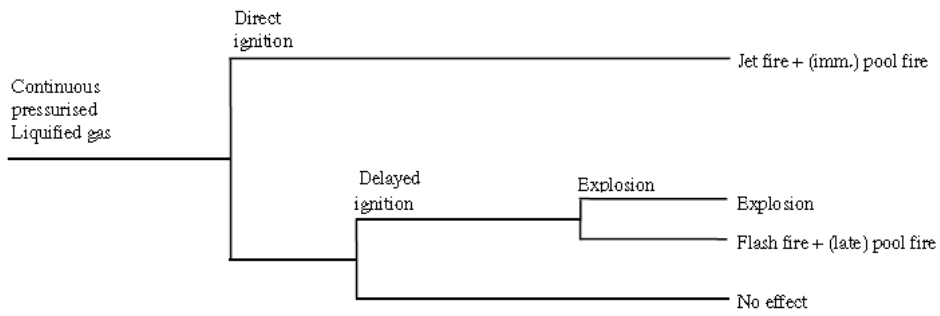 Direct
ignition
Jet fire + (imm.) pool fire
Continuous
pressurised
Liquified gas
Delayed
ignition
Explosion
Explosion
Flash fire + (late) pool fire
No effect